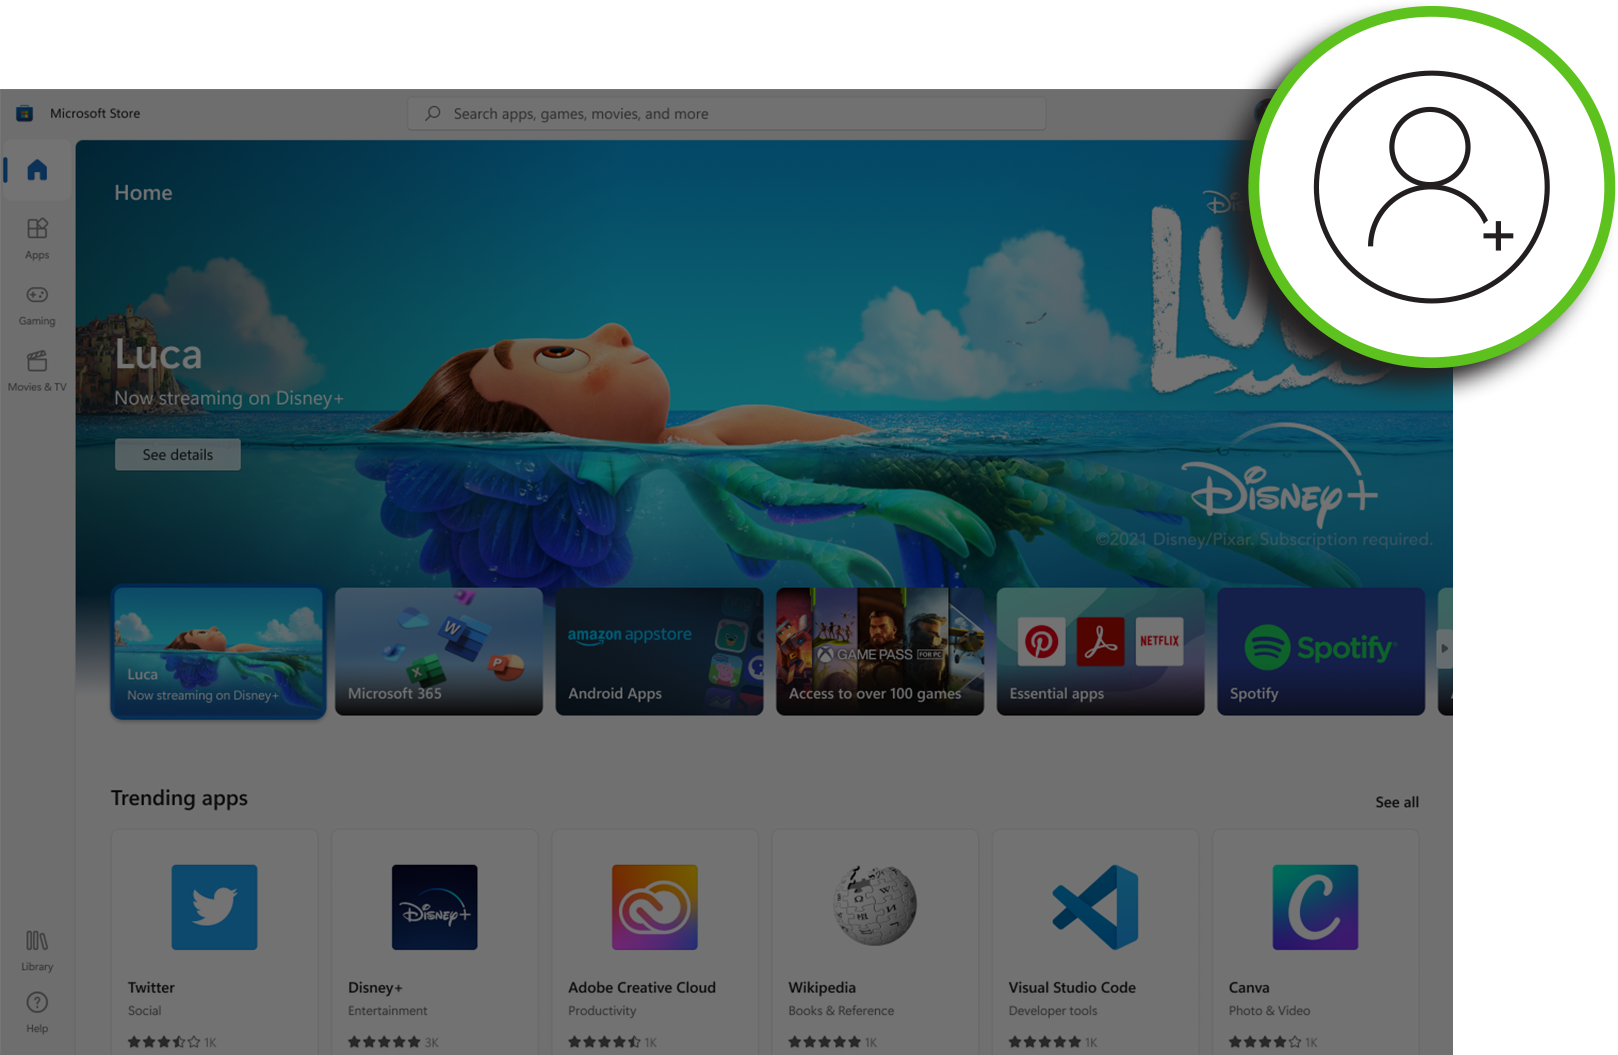 Microsoft Store
Search apps, games, movies, and more
Home
Apps
Gaming
Movies & TV
Luca
Now streaming on Disney+
See details
Disney+
©2021 Disney/Pixar. Subscription required.
Luca
Now streaming on Disney+
Microsoft 365
amazon appstore
Android Apps
GAME PASS FOR PC
Access to over 100 games
NETFLIX
Essential apps
Spotify
Spotify
Trending apps
See all
Disney+
Twitter
Social
1K
Disney+
Entertainment
3K
Adobe Creative Cloud
Productivity
1K
Wikipedia
Books & Reference
1K
Visual Studio Code
Developer tools
1K
Canva
Photo & Video
1K
Library
Help